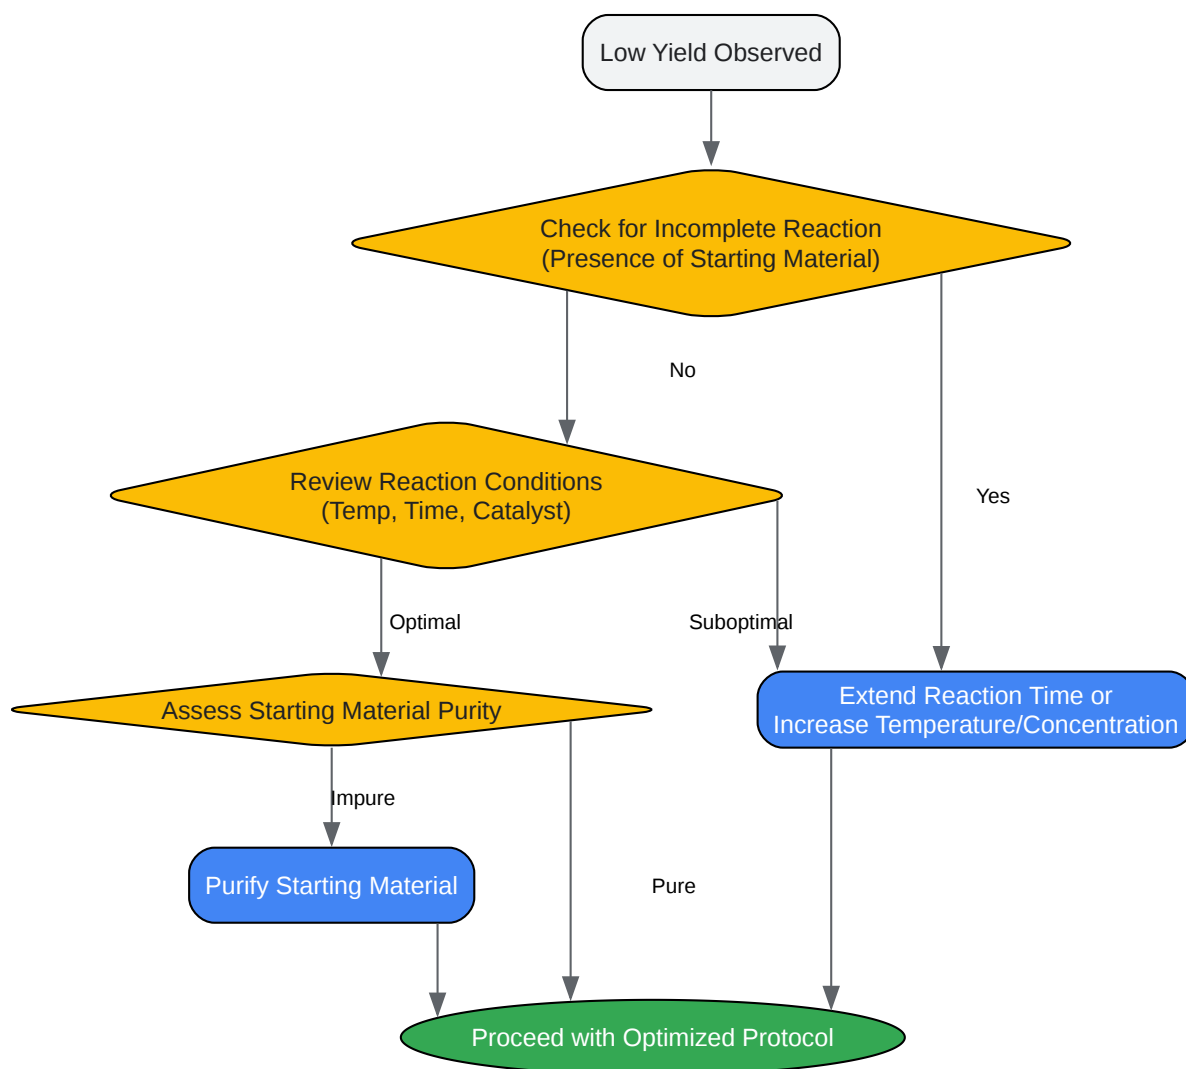 Low Yield Observed
Check for Incomplete Reaction
(Presence of Starting Material)
No
Review Reaction Conditions
(Temp, Time, Catalyst)
Yes
Optimal
Suboptimal
Extend Reaction Time or
Increase Temperature/Concentration
Assess Starting Material Purity
Impure
Purify Starting Material
Pure
Proceed with Optimized Protocol